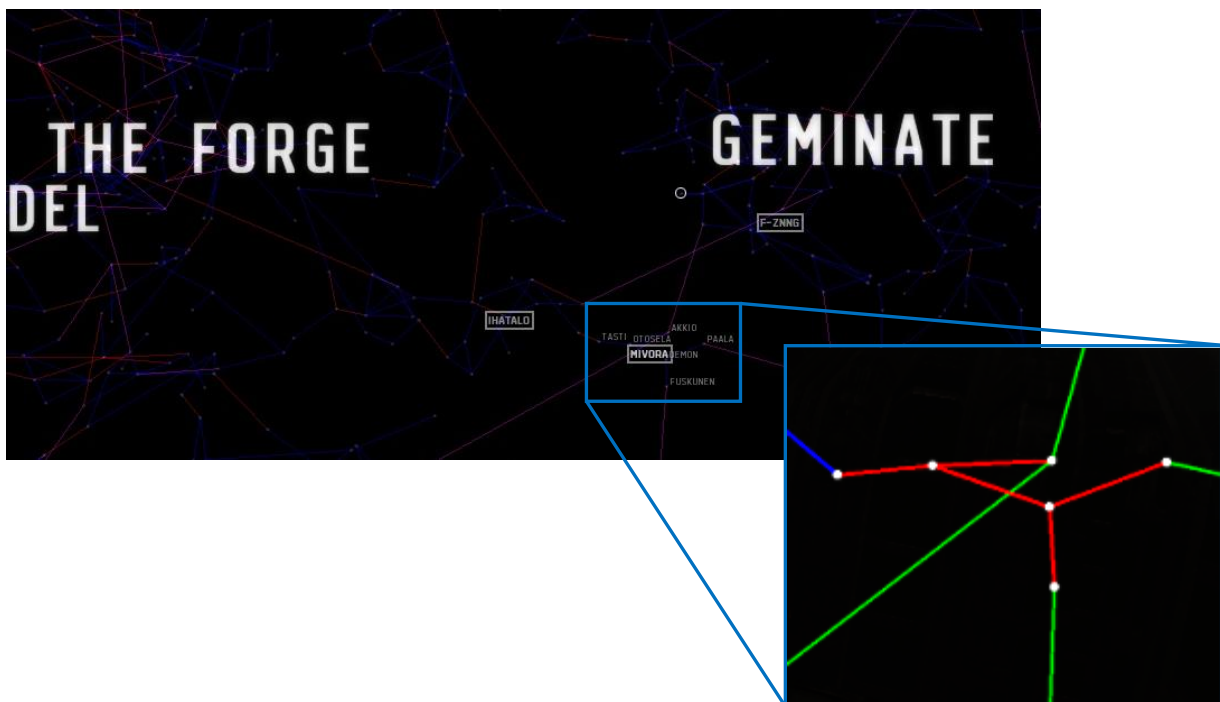 THE FORGE
GEMINATE
DEL
F-ZNNG
IHATALO
AKKIO
TASTI OTOSELA PAALA
MIVORA DEMON
FUSKUNEN